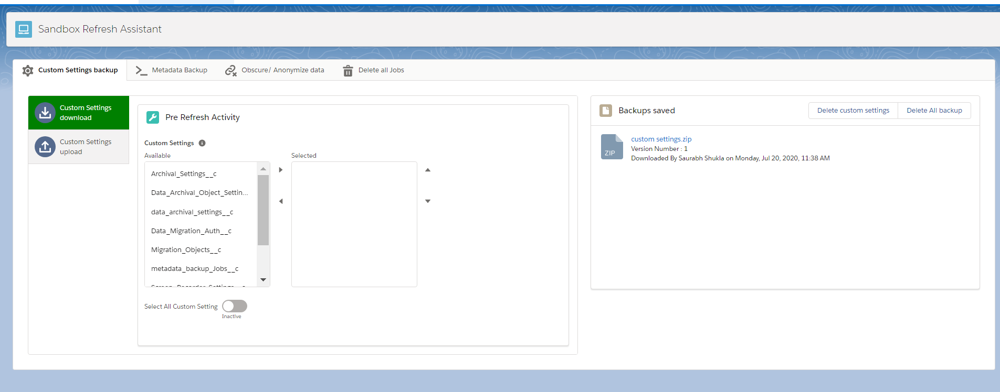 Sandbox Refresh Assistant
Custom Settings backup
Metadata Backup
Obscure/ Anonymize data
Delete all Jobs
Custom Settings
download
Custom Settings
upload
Pre Refresh Activity
Custom Settings
Available
Selected
Archival_Settings__c
Data_Archival_Object_Settin...
data_archival_settings__c
Data_Migration_Auth__c
Migration_Objects__c
metadata_backup_Jobs__c
Screen_Recorder_Settings__c
Select All Custom Setting
Inactive
Backups saved
Delete custom settings
Delete All backup
ZIP
custom settings.zip
Version Number : 1
Downloaded By Saurabh Shukla on Monday, Jul 20, 2020, 11:38 AM